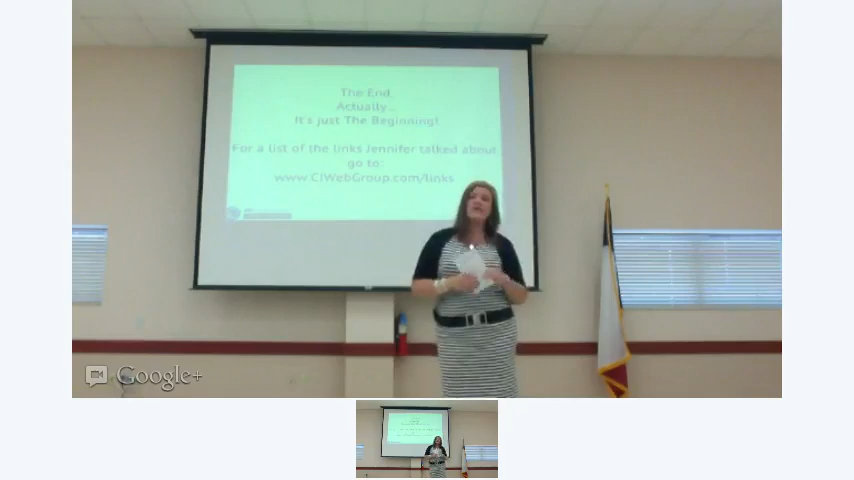 The End
Actually...
It's just The Beginning!
For a list of the links Jennifer talked about
go to:
www.CIWebGroup.com/links
Google+